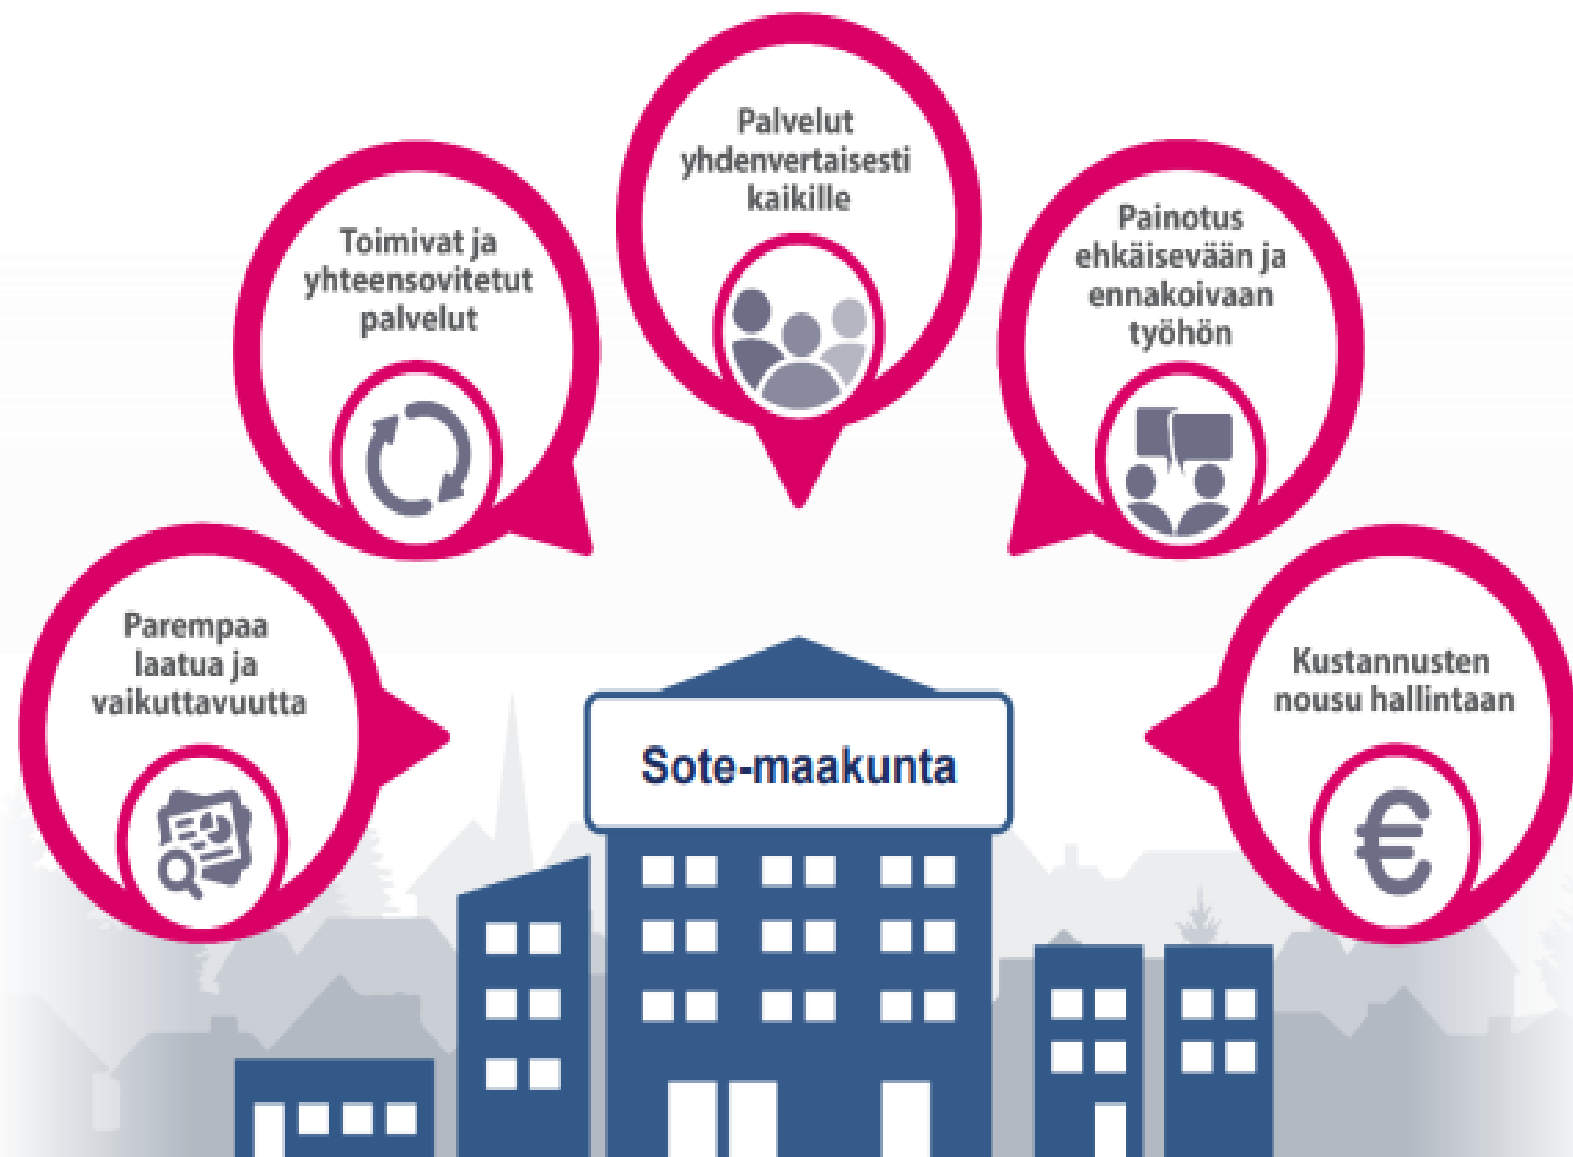 Palvelut
yhdenvertaisesti
kaikille
Toimivat ja
yhteensovitetut
palvelut
Painotus
ehkäisevään ja
ennakoivaan
työhön
Parempaa
laatua ja
vaikuttavuutta
Kustannusten
nousu hallintaan
€
Sote-maakunta